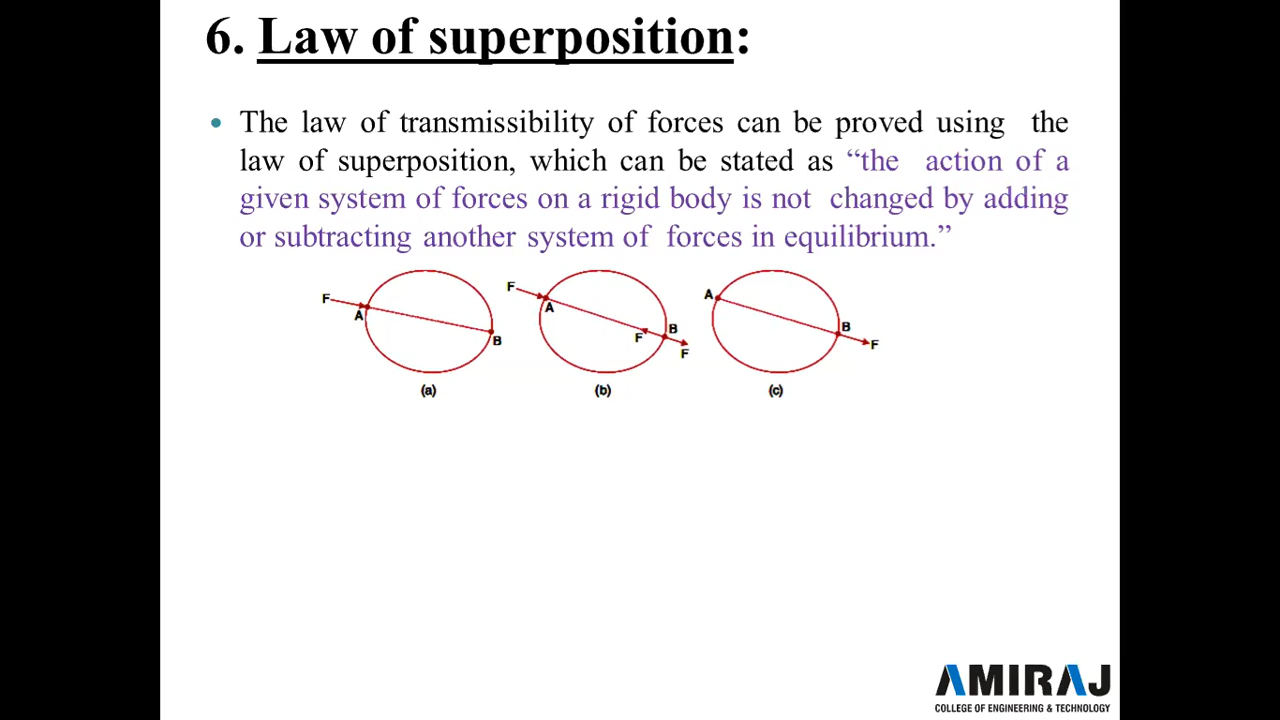 6. Law of superposition:
• The law of transmissibility of forces can be proved using the
law of superposition, which can be stated as “the action of a
given system of forces on a rigid body is not changed by adding
or subtracting another system of forces in equilibrium.”
F A B
(a)
F A F B F
(b)
A B F
(c)
AMIRAJ
COLLEGE OF ENGINEERING & TECHNOLOGY